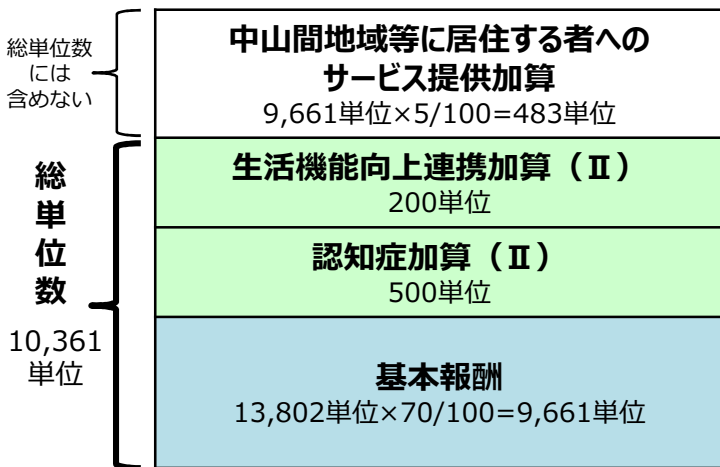 総単位数
には
含めない
中山間地域等に居住する者への
サービス提供加算
9,661単位×5/100=483単位
総
単
位
数
10,361
単位
生活機能向上連携加算（Ⅱ）
200単位
認知症加算（Ⅱ）
500単位
基本報酬
13,802単位×70/100=9,661単位